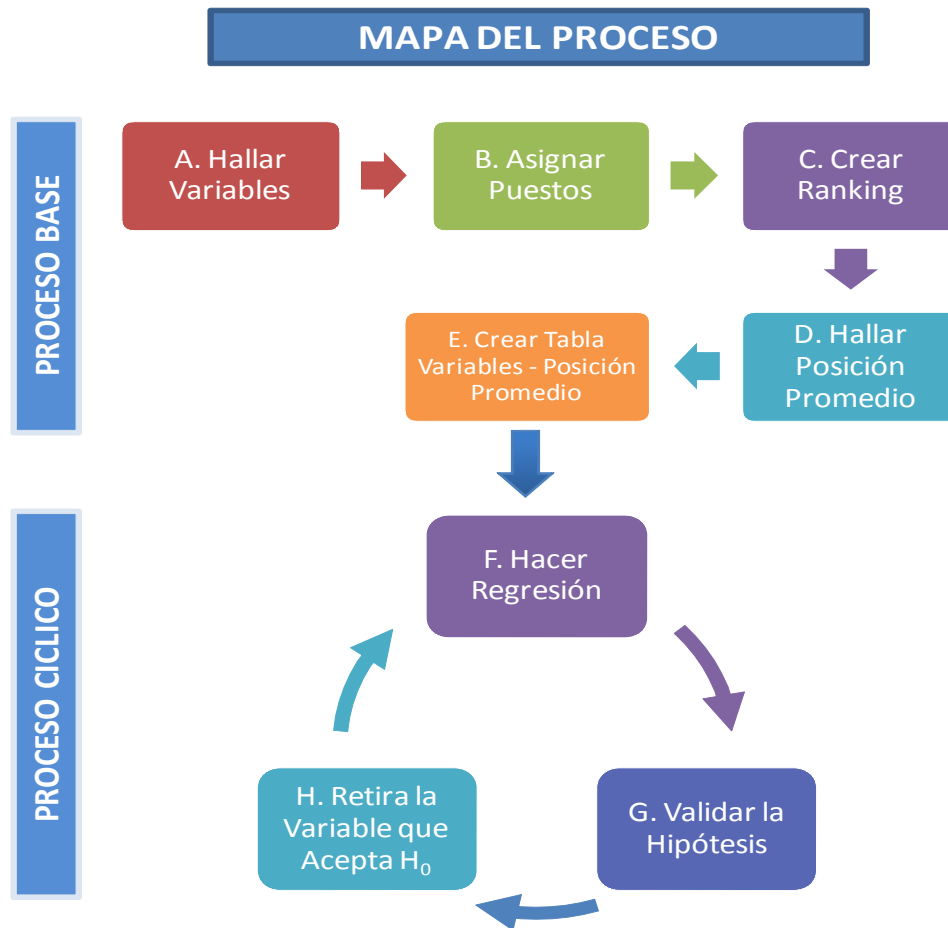 MAPA DEL PROCESO
PROCESO BASE
A. Hallar
Variables
B. Asignar
Puestos
C. Crear
Ranking
D. Hallar
Posición
Promedio
E. Crear Tabla
Variables - Posición
Promedio
PROCESO CICLICO
F. Hacer
Regresión
G. Validar la
Hipótesis
H. Retira la
Variable que
Acepta H₀